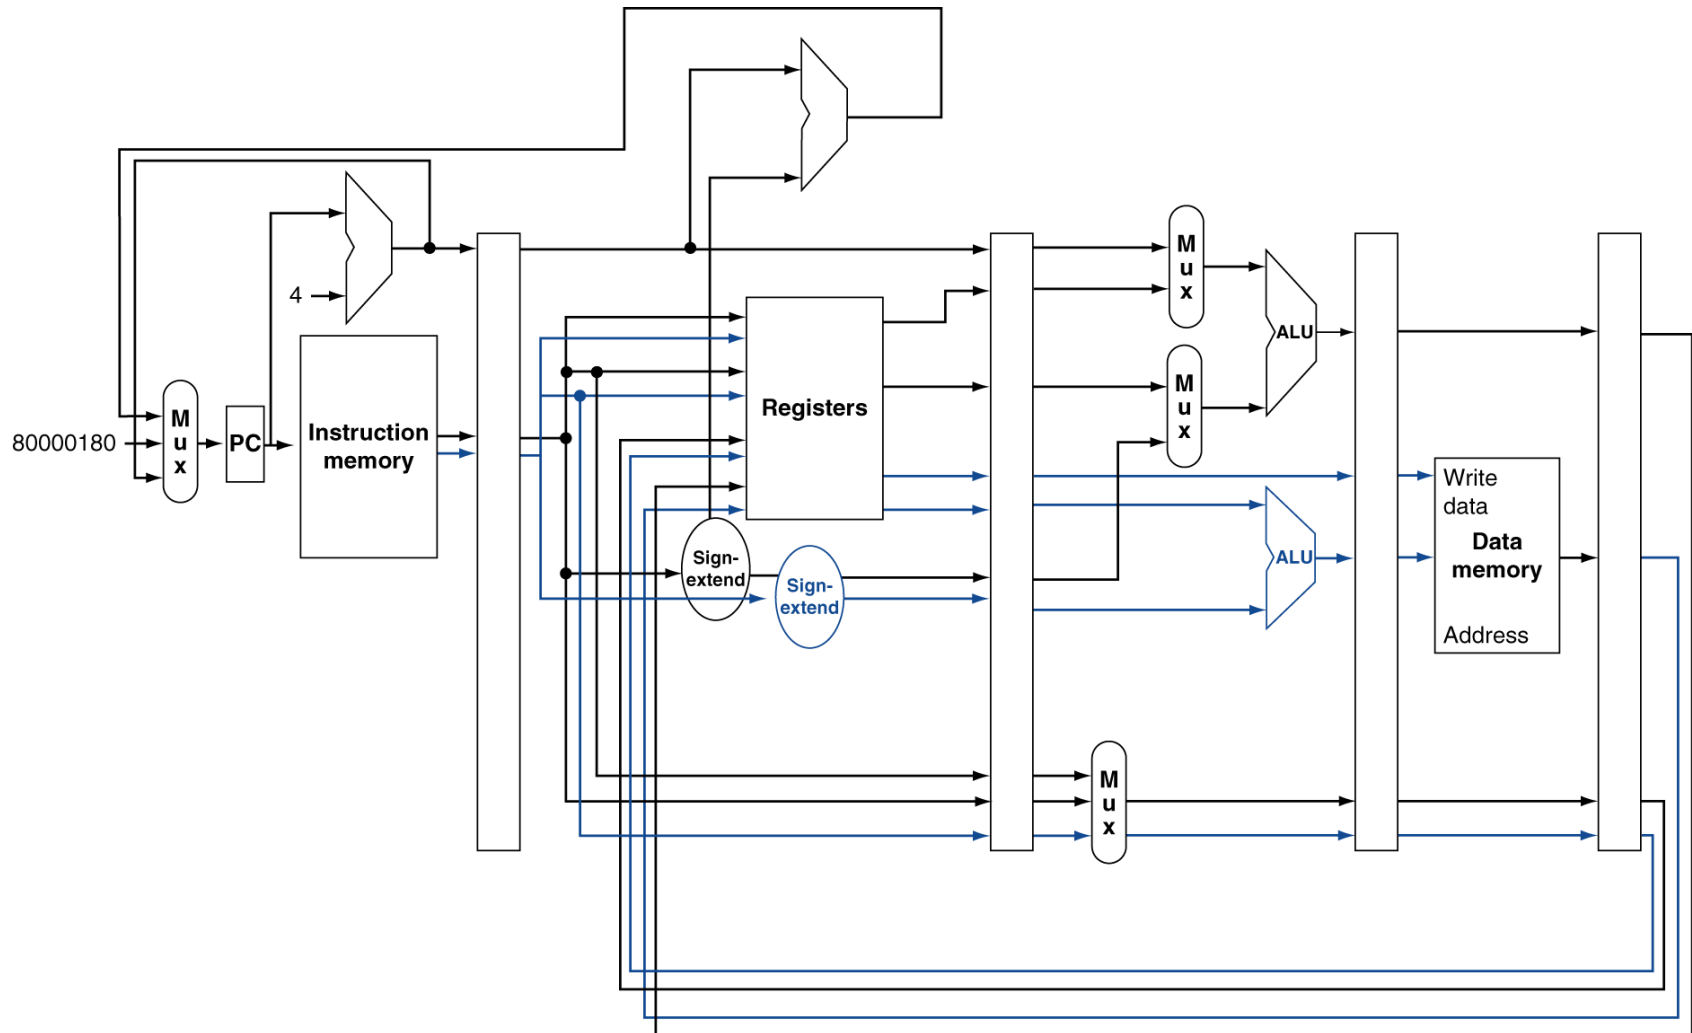 M
u
x
4
ALU
M
u
x
Registers
M
u
x
80000180
PC
Instruction
memory
Write
data
Data
memory
Address
Sign-
extend
Sign-
extend
ALU
M
u
x